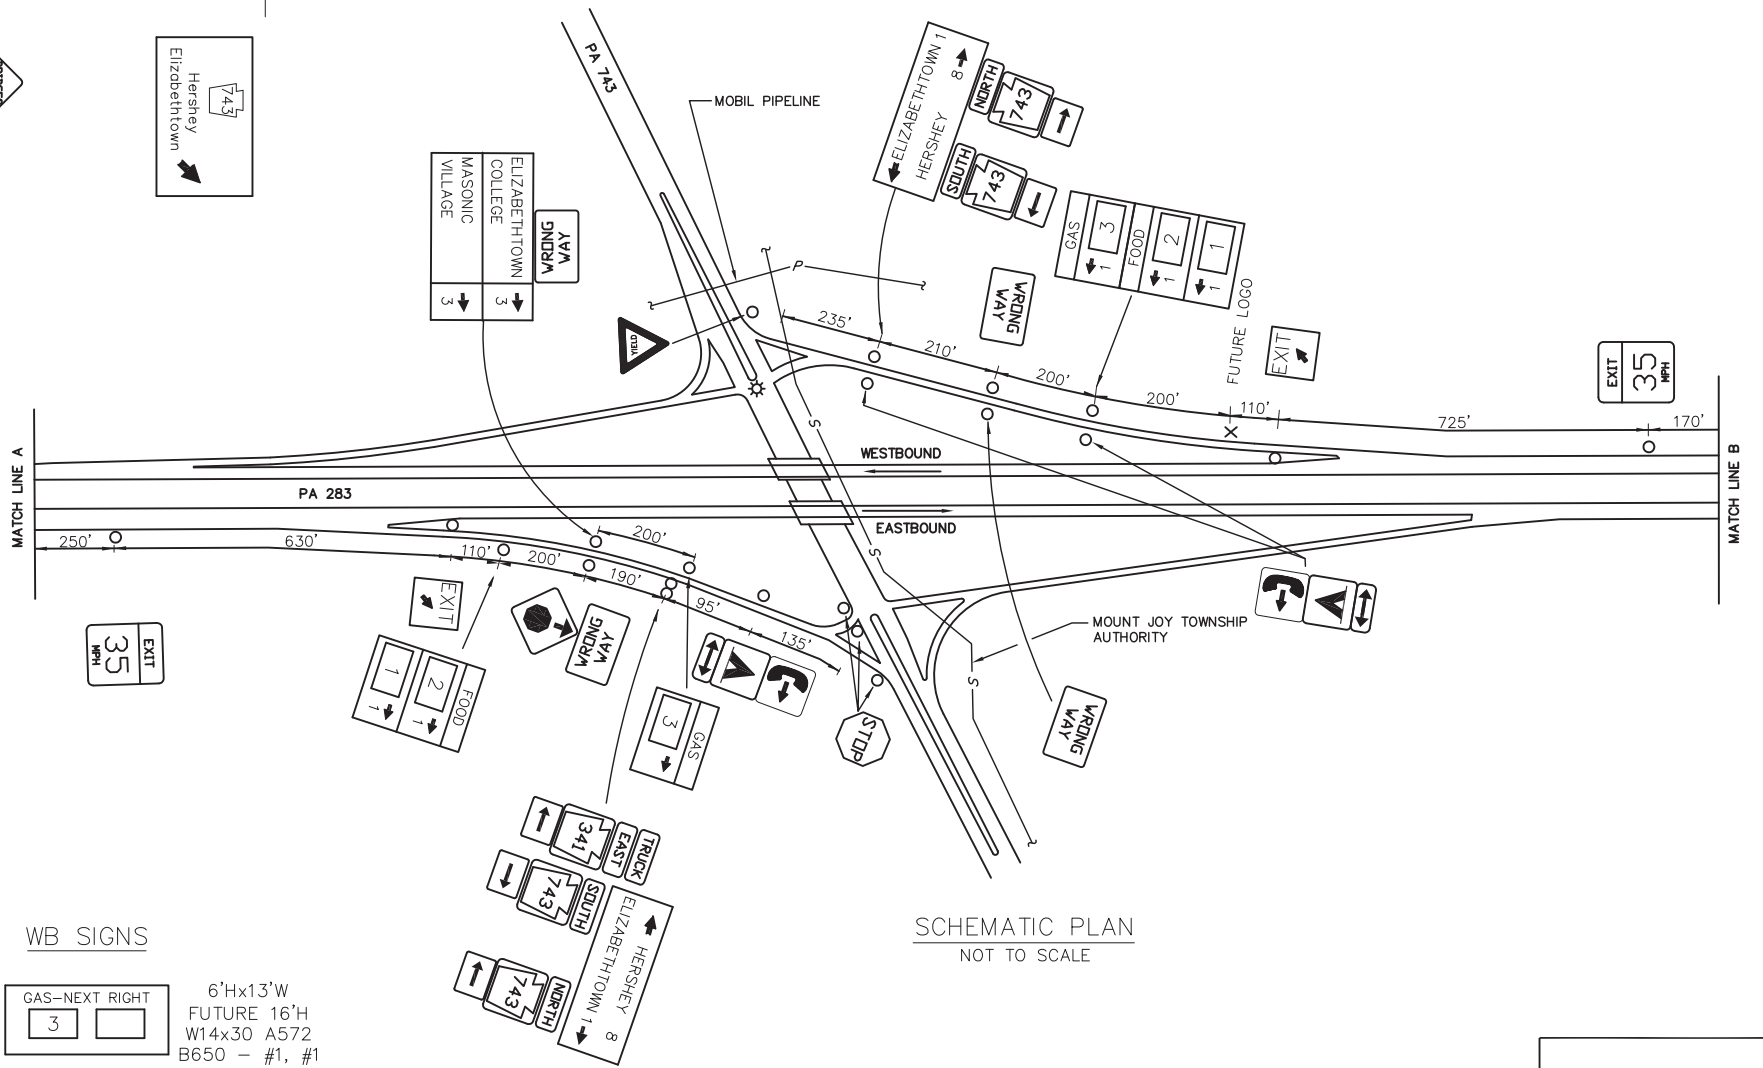 743
Hershey
Elizabethtown
PA 743
MOBIL PIPELINE
ELIZABETHTOWN 1
HERSHEY 8
NORTH
743
SOUTH
743
GAS
3
1
FOOD
2
1
1
1
FUTURE LOGO
EXIT
EXIT
35
MPH
ELIZABETHTOWN
COLLEGE
3
MASONIC
VILLAGE
3
WRONG
WAY
YIELD
P
WRONG
WAY
235'
210'
200'
200'
110'
725'
170'
S
MATCH LINE A
WESTBOUND
PA 283
EASTBOUND
MATCH LINE B
250'
630'
110'
200'
200'
190'
95'
135'
S
EXIT
EXIT
35
MPH
WRONG
WAY
FOOD
2
1
1
1
GAS
3
STOP
MOUNT JOY TOWNSHIP
AUTHORITY
S
WRONG
WAY
TRUCK
EAST
341
SOUTH
743
NORTH
743
HERSHEY 8
ELIZABETHTOWN 1
SCHEMATIC PLAN
NOT TO SCALE
WB SIGNS
GAS-NEXT RIGHT
3
6'Hx13'W
FUTURE 16'H
W14x30 A572
B650 - #1, #1